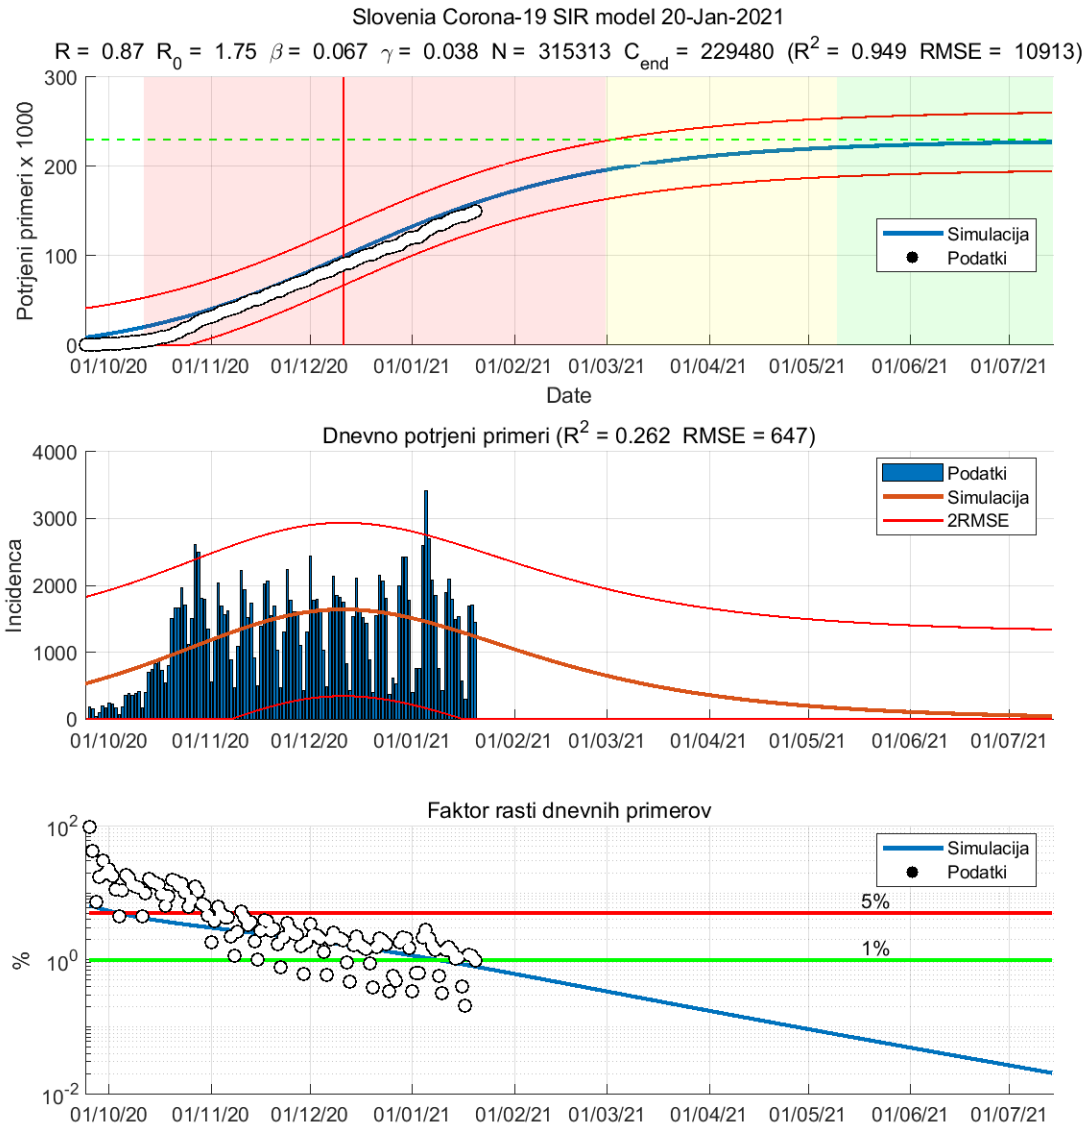 Slovenia Corona-19 SIR model 20-Jan-2021
R = 0.87 R0 = 1.75 β = 0.067 γ = 0.038 N = 315313 Cend = 229480 (R2 = 0.949 RMSE = 10913)
Potrjeni primeri x 1000
300
200
100
0
Simulacija
Podatki
01/10/20 01/11/20 01/12/20 01/01/21 01/02/21 01/03/21 01/04/21 01/05/21 01/06/21 01/07/21
Date
Dnevno potrjeni primeri (R2 = 0.262 RMSE = 647)
Incidenca
4000
3000
2000
1000
0
Podatki
Simulacija
2RMSE
01/10/20 01/11/20 01/12/20 01/01/21 01/02/21 01/03/21 01/04/21 01/05/21 01/06/21 01/07/21
Faktor rasti dnevnih primerov
%
10^2
10^0
10^-2
Simulacija
Podatki
5%
1%
01/10/20 01/11/20 01/12/20 01/01/21 01/02/21 01/03/21 01/04/21 01/05/21 01/06/21 01/07/21